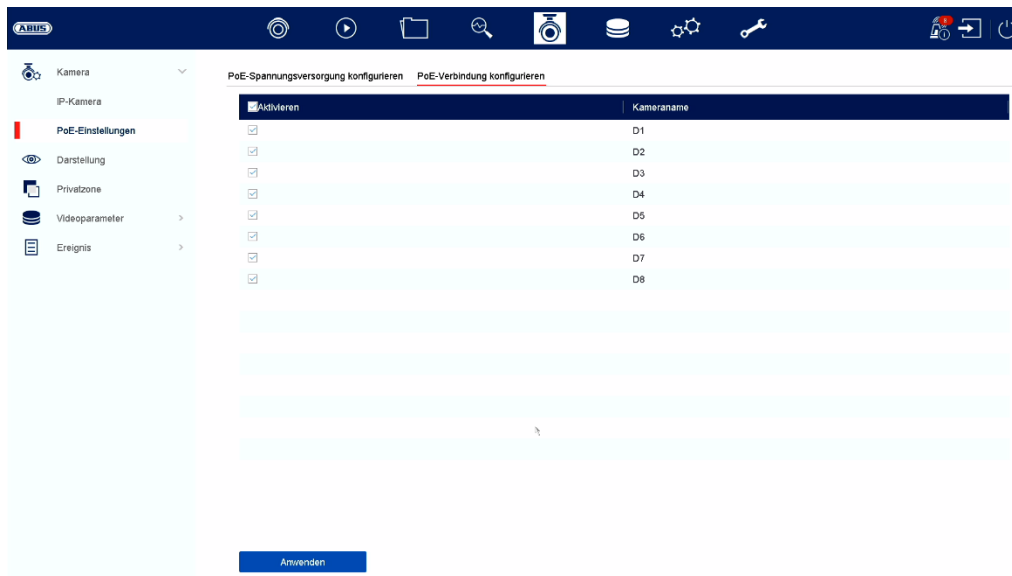 ABUS
Kamera
IP-Kamera
PoE-Einstellungen
Darstellung
Privatzone
Videoparameter
Ereignis
PoE-Spannungsversorgung konfigurieren PoE-Verbindung konfigurieren
Aktivieren Kameraname
D1
D2
D3
D4
D5
D6
D7
D8
Anwenden